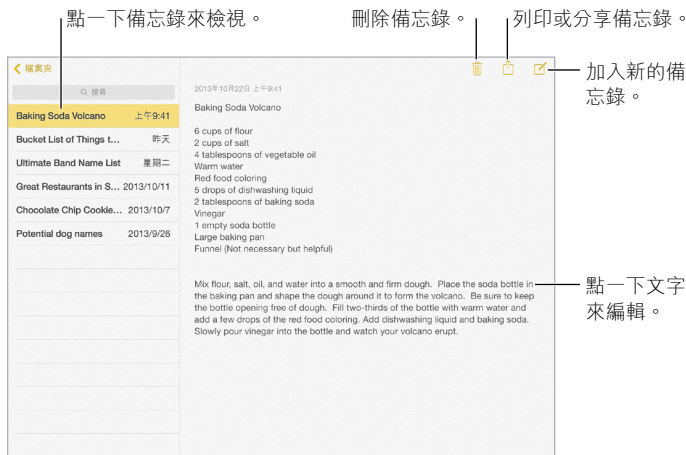 點一下備忘錄來檢視。
刪除備忘錄。
列印或分享備忘錄。
加入新的備
忘錄。
檔案夾
搜尋
Baking Soda Volcano 上午9:41
Bucket List of Things t... 昨天
Ultimate Band Name List 星期二
Great Restaurants in S... 2013/10/11
Chocolate Chip Cookie... 2013/10/7
Potential dog names 2013/9/26
2013年10月22日 上午9:41
Baking Soda Volcano
6 cups of flour
2 cups of salt
4 tablespoons of vegetable oil
Warm water
Red food coloring
5 drops of dishwashing liquid
2 tablespoons of baking soda
Vinegar
1 empty soda bottle
Large baking pan
Funnel (Not necessary but helpful)
Mix flour, salt, oil, and water into a smooth and firm dough. Place the soda bottle in
the baking pan and shape the dough around it to form the volcano. Be sure to keep
the bottle opening free of dough. Fill two-thirds of the bottle with warm water and
add a few drops of the red food coloring. Add dishwashing liquid and baking soda.
Slowly pour vinegar into the bottle and watch your volcano erupt.
點一下文字
來編輯。